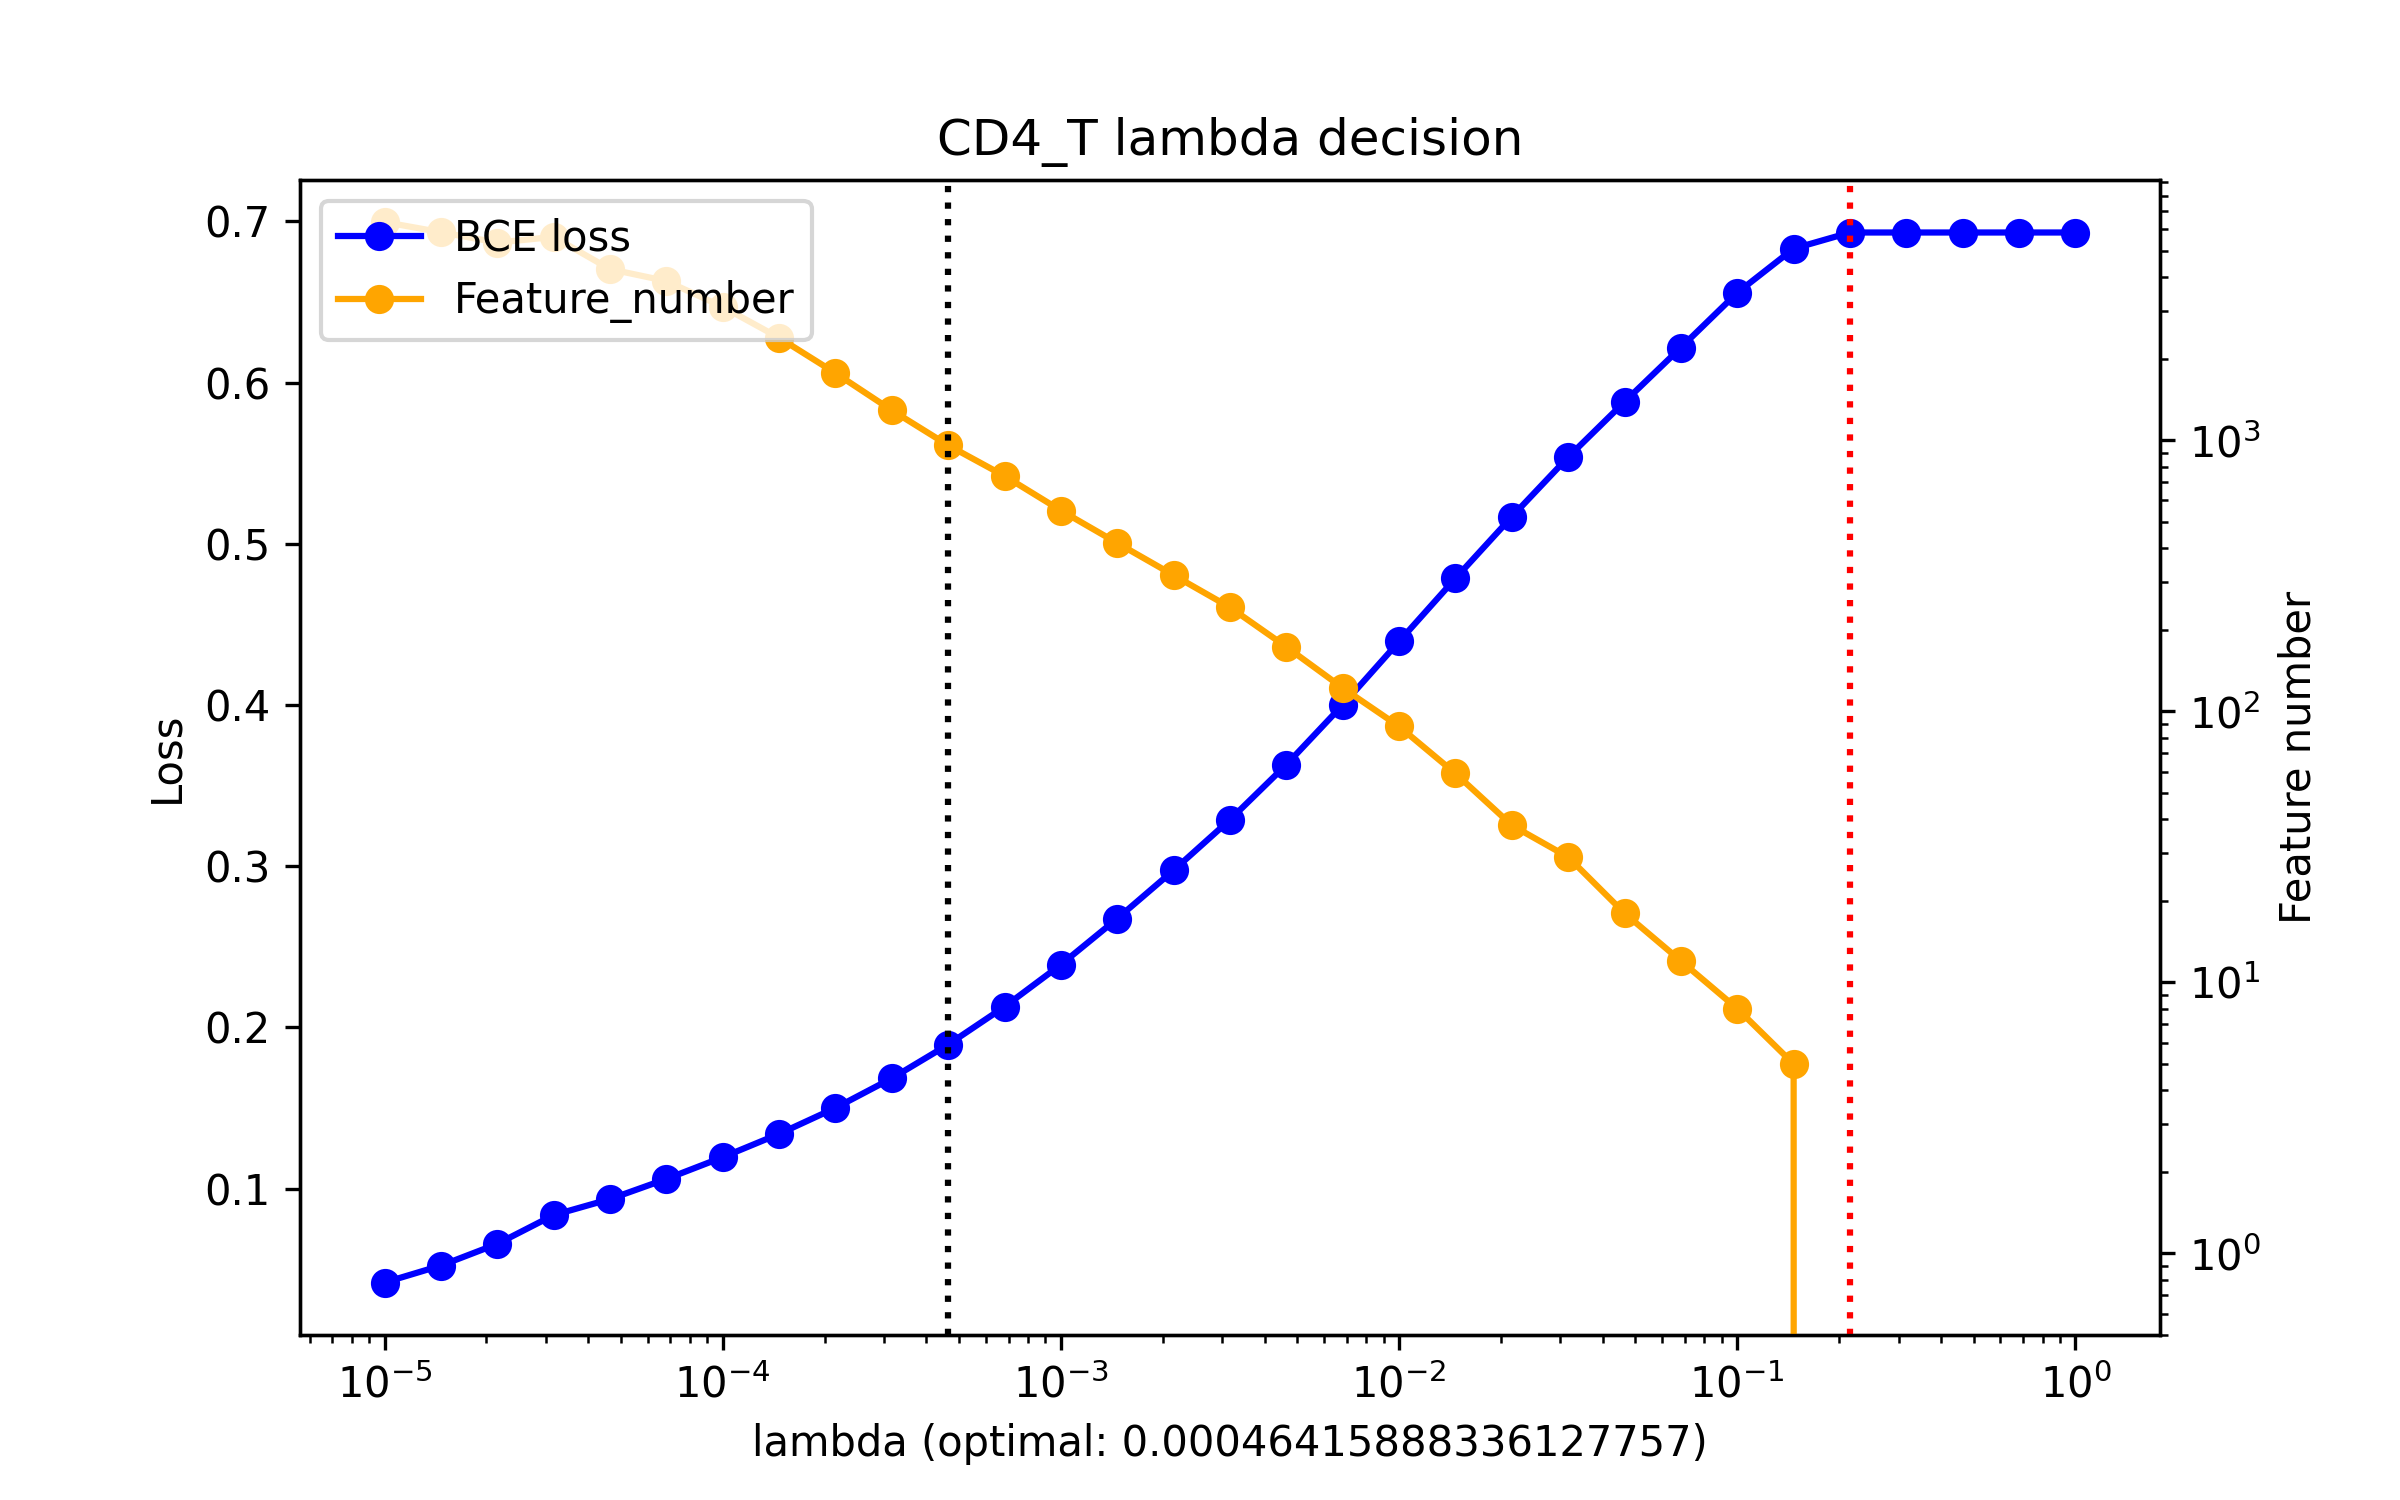 CD4_T lambda decision
BCE loss
Feature_number
Loss
0.7
0.6
0.5
0.4
0.3
0.2
0.1
10³
10²
10¹
10⁰
Feature number
10⁻⁵
10⁻⁴
10⁻³
10⁻²
10⁻¹
10⁰
lambda (optimal: 0.00046415888336127757)